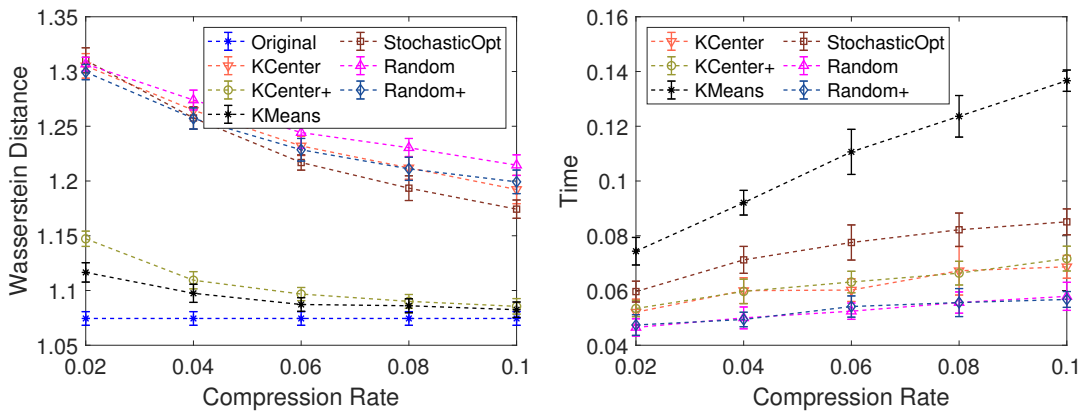 1.35
1.3
1.25
1.2
1.15
1.1
1.05
Wasserstein Distance
Original
KCenter
KCenter+
KMeans
StochasticOpt
Random
Random+
0.02 0.04 0.06 0.08 0.1
Compression Rate
0.16
0.14
0.12
0.1
0.08
0.06
0.04
Time
KCenter
KCenter+
KMeans
StochasticOpt
Random
Random+
0.02 0.04 0.06 0.08 0.1
Compression Rate